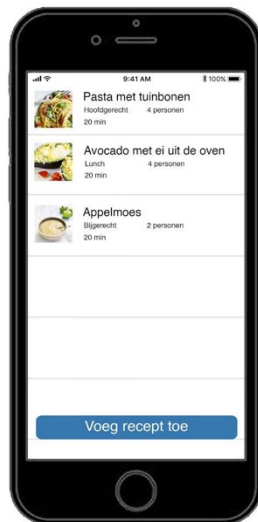 9:41 AM 100%
Pasta met tuinbonen
Hoofdgerecht 4 personen
20 min
Avocado met ei uit de oven
Lunch 4 personen
20 min
Appelmoes
Bijgerecht 2 personen
20 min
Voeg recept toe